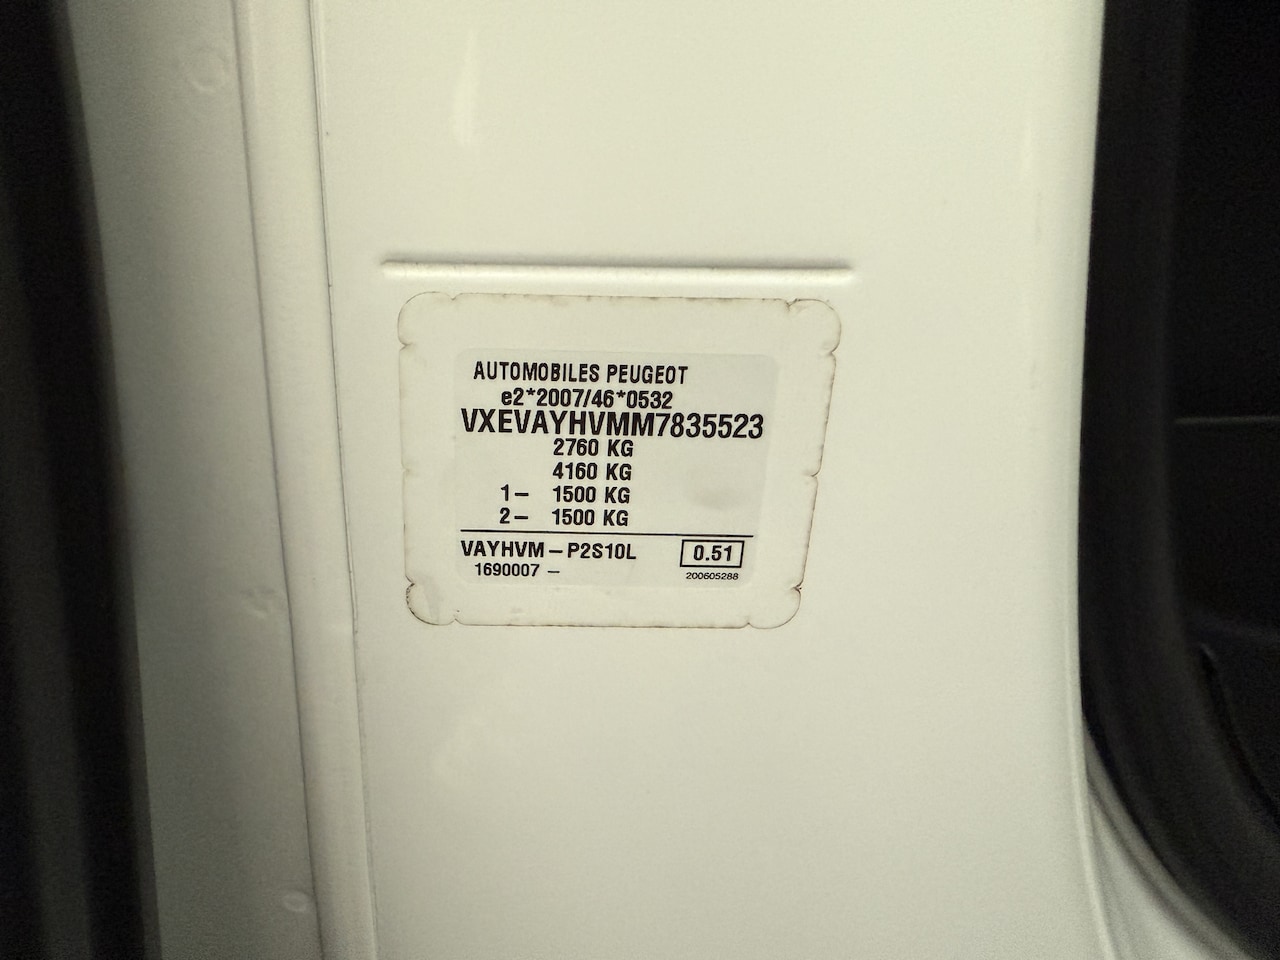 AUTOMOBILES PEUGEOT
e2*2007/46*0532
VXEVAYHVMM7835523
2760 KG
4160 KG
1- 1500 KG
2- 1500 KG
VAYHVM-P2S10L 0.51
1690007 - 200605288